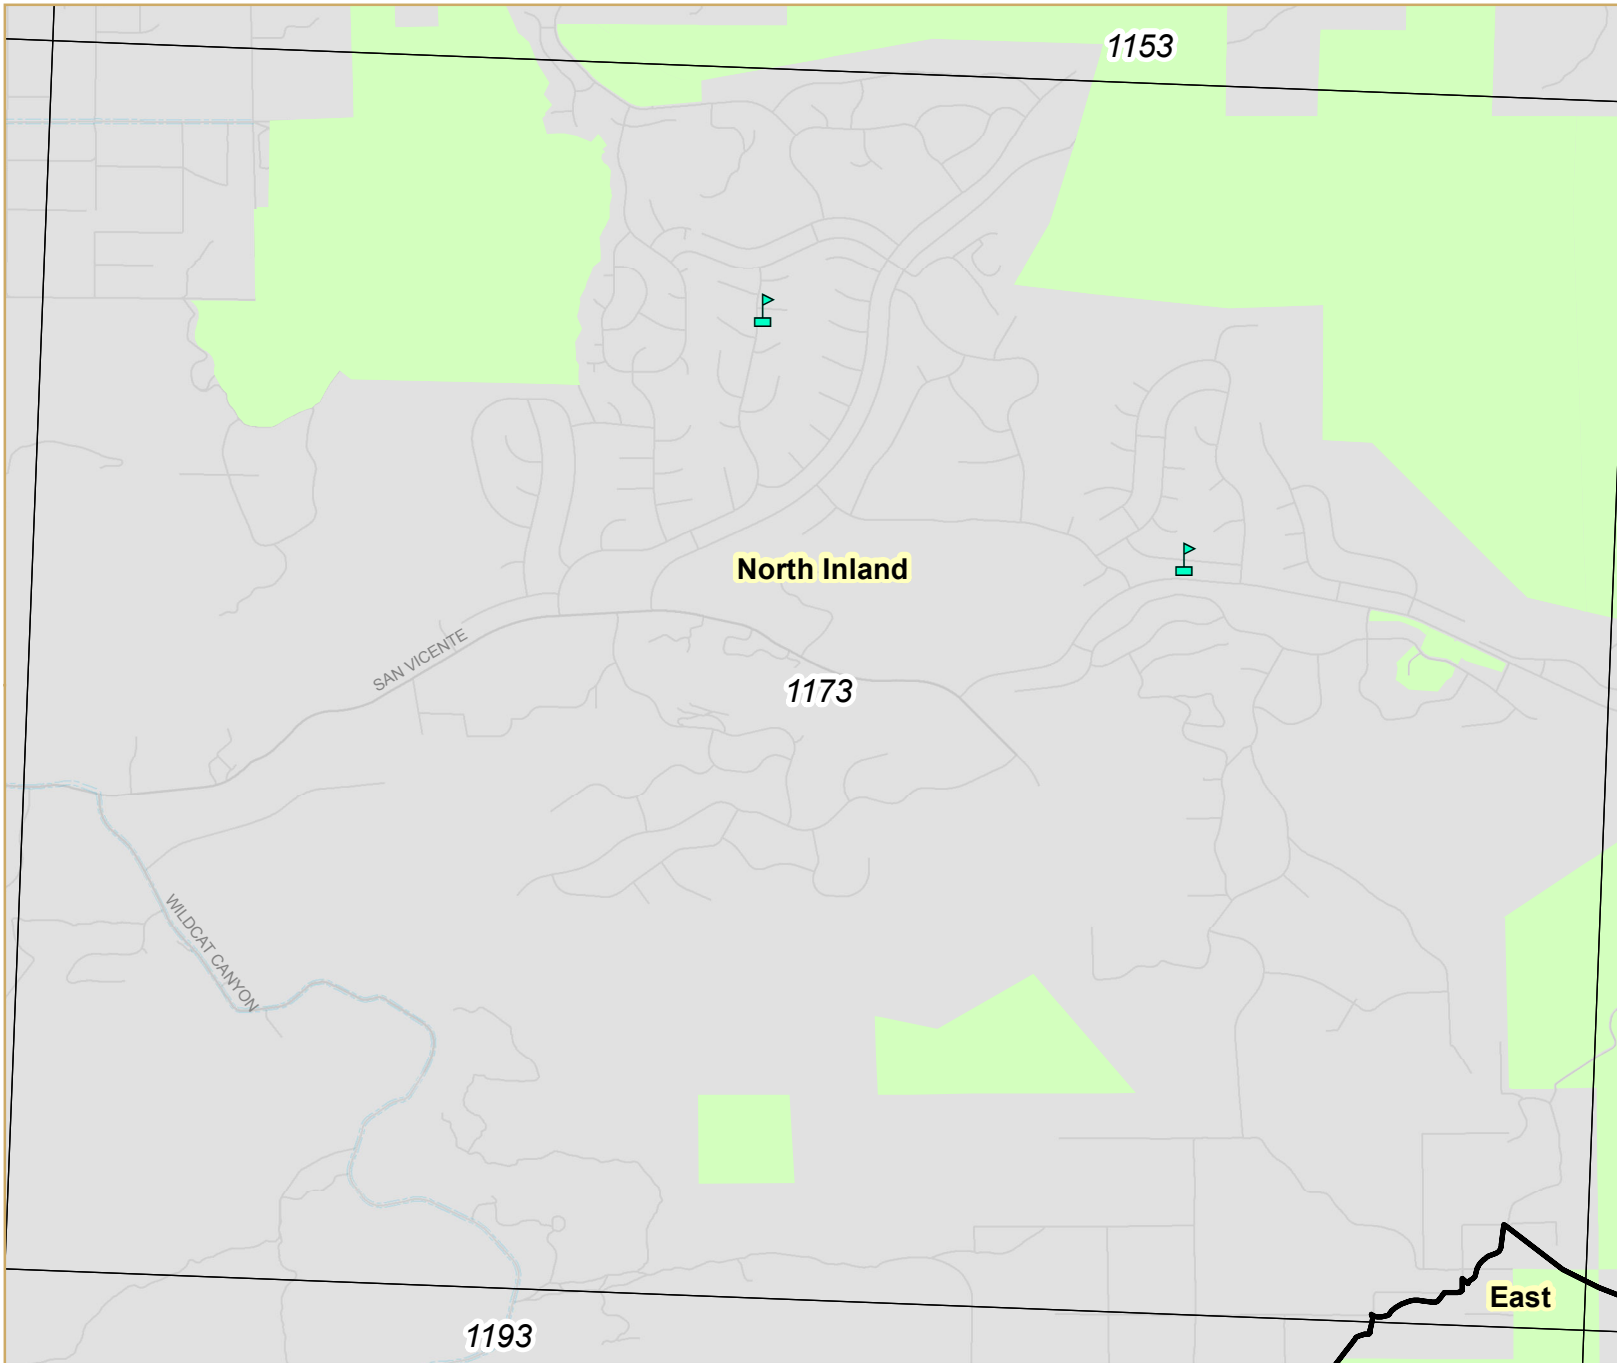 1153
North Inland
SAN VICENTE
1173
WILDCAT CANYON
East
1193